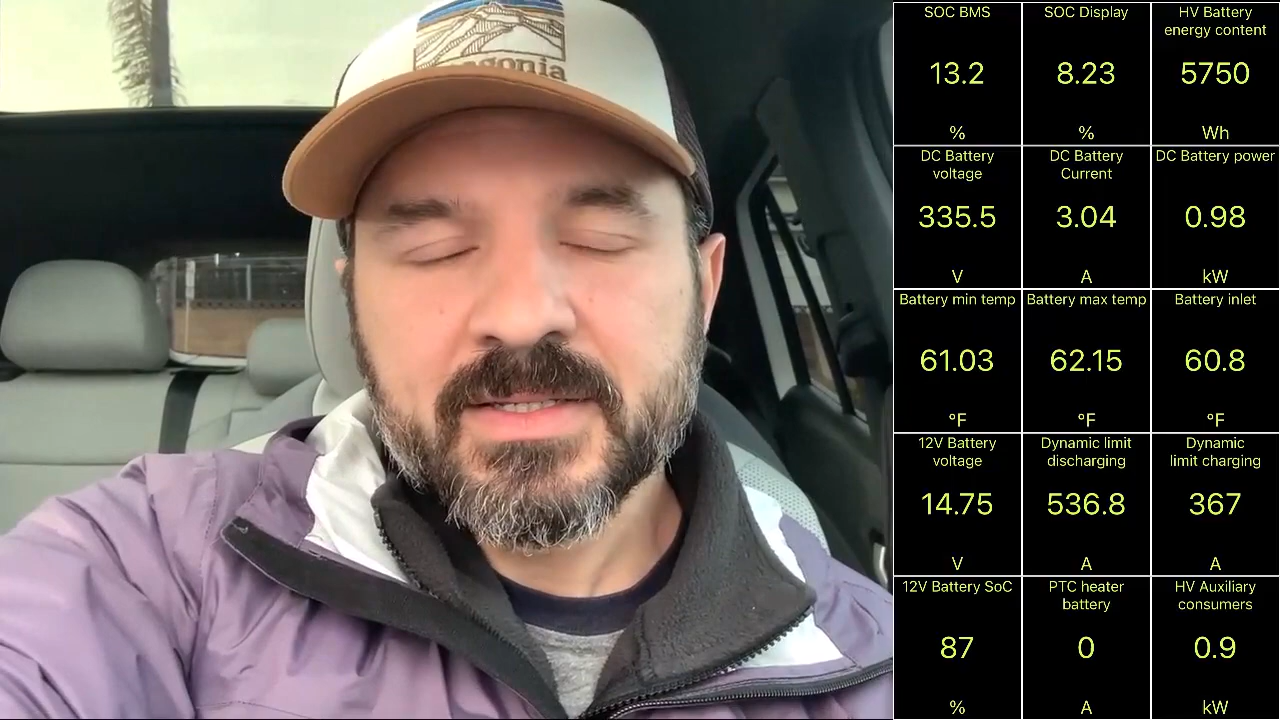 agonia
SOC BMS
13.2
%
SOC Display
8.23
%
HV Battery
energy content
5750
Wh
DC Battery
voltage
335.5
V
DC Battery
Current
3.04
A
DC Battery power
0.98
kW
Battery min temp
61.03
°F
Battery max temp
62.15
°F
Battery inlet
60.8
°F
12V Battery
voltage
14.75
V
Dynamic limit
discharging
536.8
A
Dynamic
limit charging
367
A
12V Battery SoC
87
%
PTC heater
battery
0
A
HV Auxiliary
consumers
0.9
kW